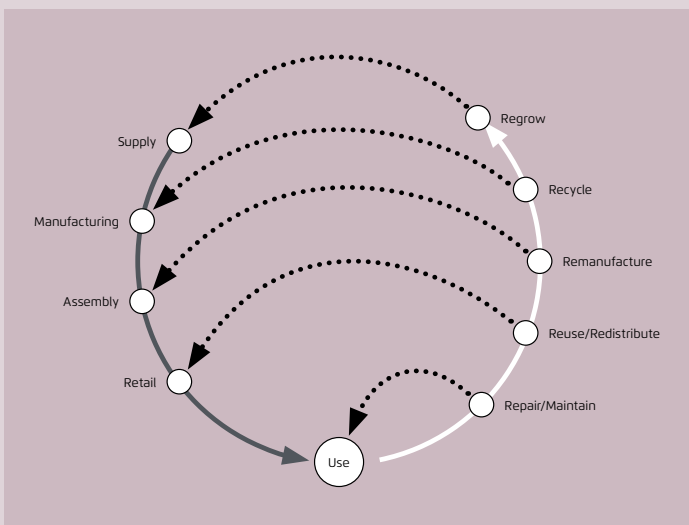 Regrow
Supply
Recycle
Manufacturing
Remanufacture
Assembly
Reuse/Redistribute
Retail
Repair/Maintain
Use